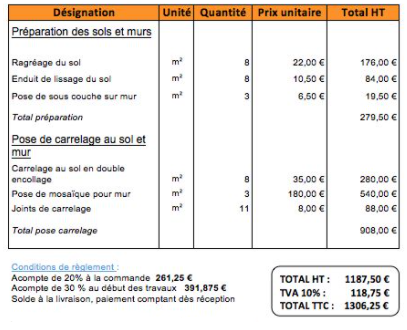 Désignation Unité Quantité Prix unitaire Total HT
Préparation des sols et murs
Ragréage du sol m² 8 22,00 € 176,00 €
Enduit de lissage du sol m² 8 10,50 € 84,00 €
Pose de sous couche sur mur m² 3 6,50 € 19,50 €
Total préparation 279,50 €
Pose de carrelage au sol et
mur
Carrelage au sol en double
encollage m² 8 35,00 € 280,00 €
Pose de mosaïque pour mur m² 3 180,00 € 540,00 €
Joints de carrelage m² 11 8,00 € 88,00 €
Total pose carrelage 908,00 €
Conditions de règlement :
Acompte de 20% à la commande 261,25 €
Acompte de 30 % au début des travaux 391,875 €
Solde à la livraison, paiement comptant dès réception
TOTAL HT : 1187,50 €
TVA 10% : 118,75 €
TOTAL TTC : 1306,25 €